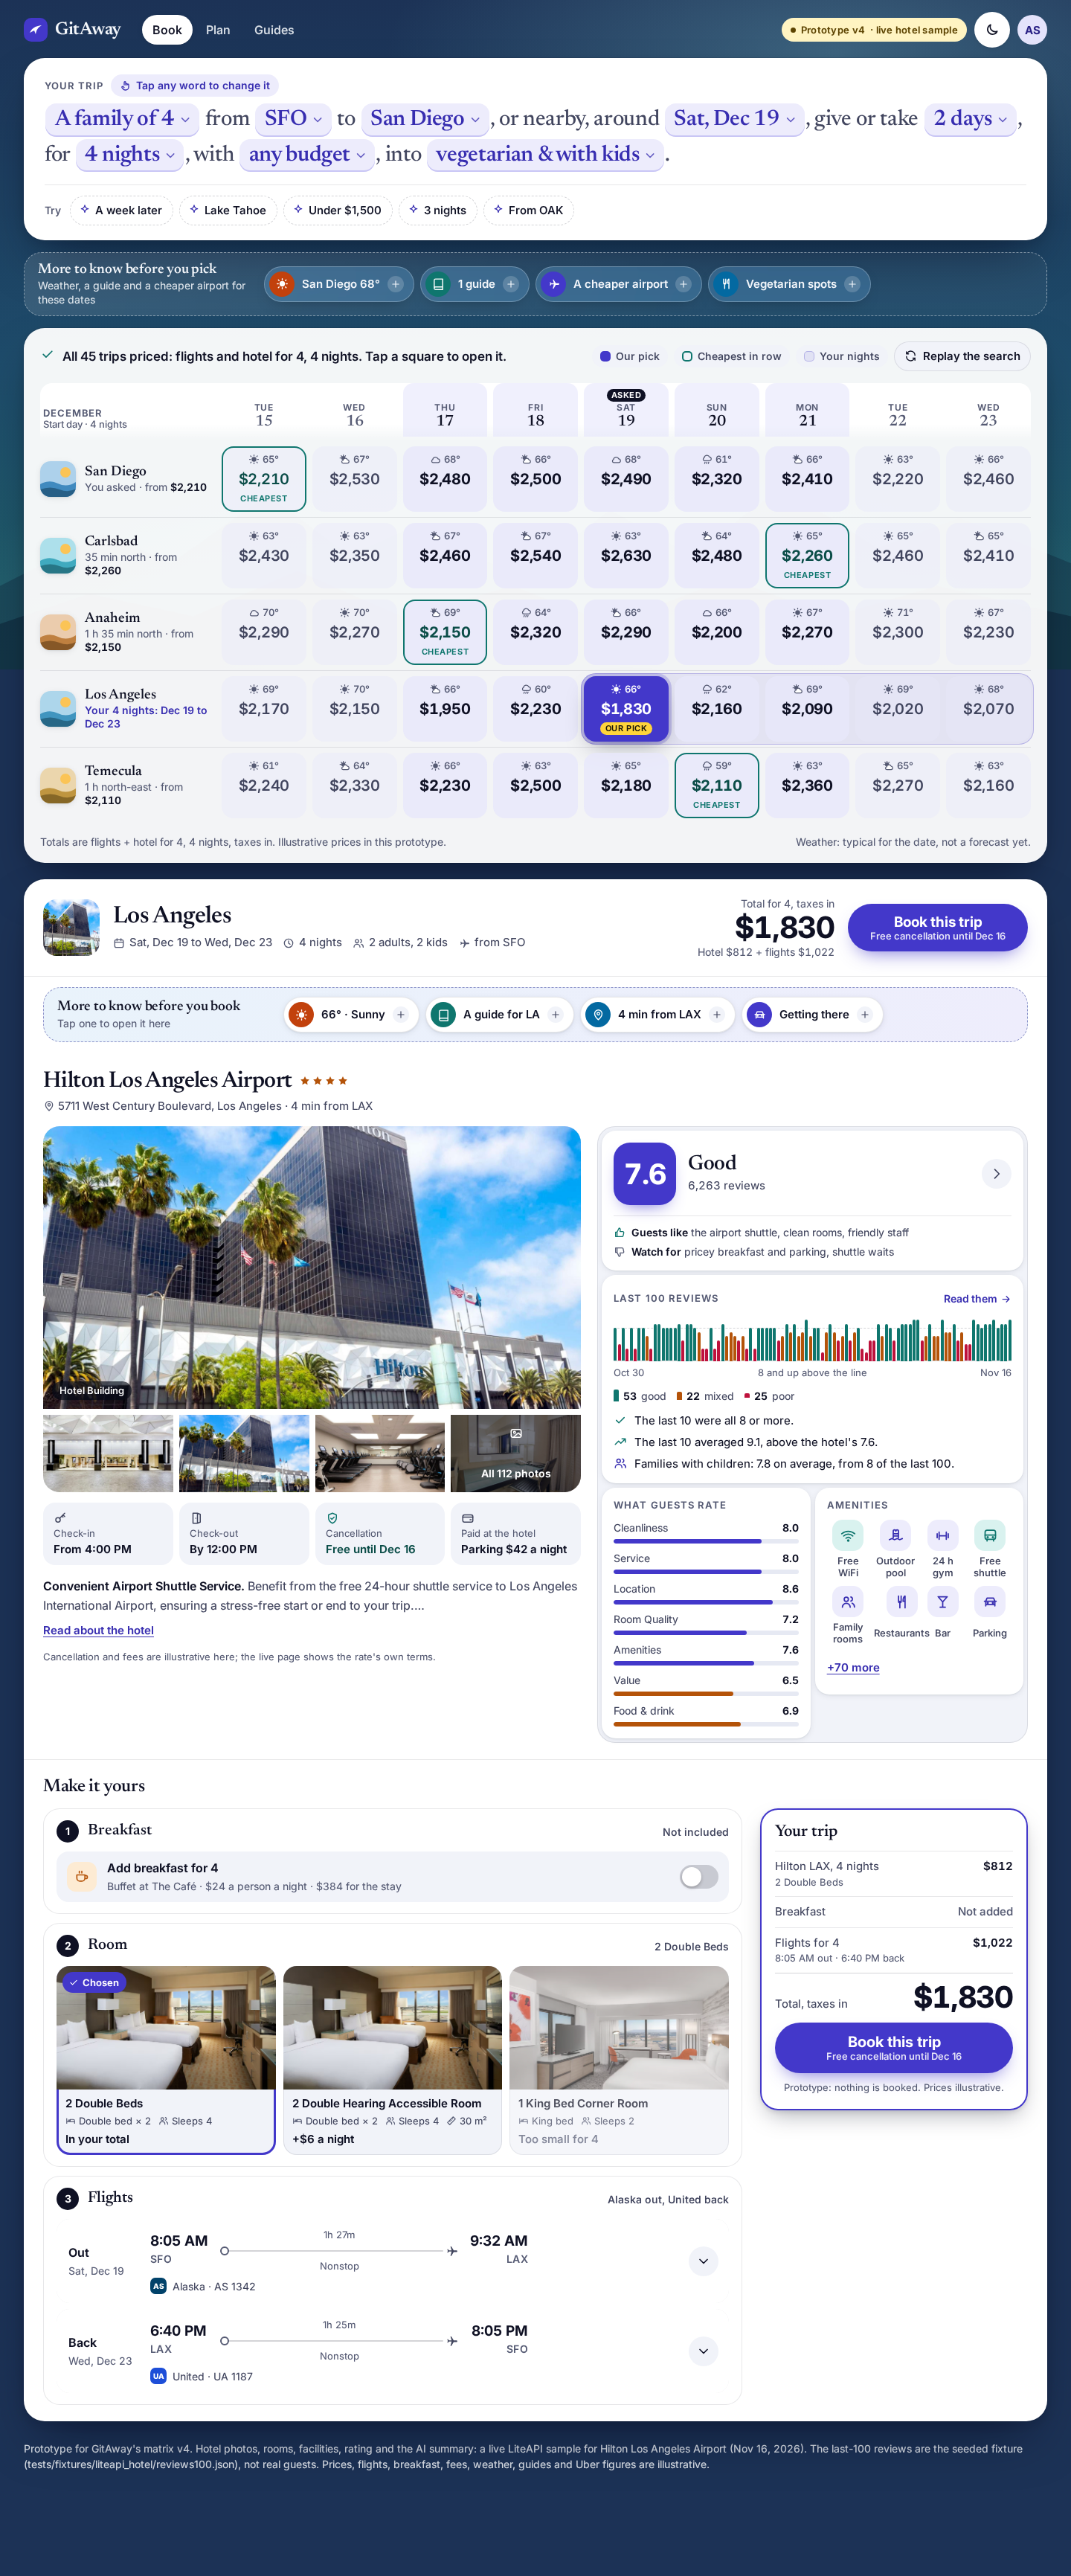 GitAway
Book
Plan
Guides
Prototype v4 · live hotel sample
AS
YOUR TRIP
Tap any word to change it
A family of 4 from SFO to San Diego, or nearby, around Sat, Dec 19, give or take 2 days,
for 4 nights, with any budget, into vegetarian & with kids.
Try
A week later
Lake Tahoe
Under $1,500
3 nights
From OAK
More to know before you pick
Weather, a guide and a cheaper airport for
these dates
San Diego 68°
1 guide
A cheaper airport
Vegetarian spots
All 45 trips priced: flights and hotel for 4, 4 nights. Tap a square to open it.
Our pick
Cheapest in row
Your nights
Replay the search
DECEMBER
Start day · 4 nights
TUE 15
WED 16
THU 17
FRI 18
ASKED
SAT 19
SUN 20
MON 21
TUE 22
WED 23
San Diego
You asked · from $2,210
65° 67° 68° 66° 68° 61° 66° 63° 66°
$2,210 $2,530 $2,480 $2,500 $2,490 $2,320 $2,410 $2,220 $2,460
CHEAPEST
Carlsbad
35 min north · from
$2,260
63° 63° 67° 67° 63° 64° 65° 65° 65°
$2,430 $2,350 $2,460 $2,540 $2,630 $2,480 $2,260 $2,460 $2,410
CHEAPEST
Anaheim
1 h 35 min north · from
$2,150
70° 70° 69° 64° 66° 66° 67° 71° 67°
$2,290 $2,270 $2,150 $2,320 $2,290 $2,200 $2,270 $2,300 $2,230
CHEAPEST
Los Angeles
Your 4 nights: Dec 19 to
Dec 23
69° 70° 66° 60° 66° 62° 69° 69° 68°
$2,170 $2,150 $1,950 $2,230 $1,830 $2,160 $2,090 $2,020 $2,070
OUR PICK
Temecula
1 h north-east · from
$2,110
61° 64° 66° 63° 65° 59° 63° 65° 63°
$2,240 $2,330 $2,230 $2,500 $2,180 $2,110 $2,360 $2,270 $2,160
CHEAPEST
Totals are flights + hotel for 4, 4 nights, taxes in. Illustrative prices in this prototype.
Weather: typical for the date, not a forecast yet.
Los Angeles
Sat, Dec 19 to Wed, Dec 23
4 nights
2 adults, 2 kids
from SFO
Total for 4, taxes in
$1,830
Hotel $812 + flights $1,022
Book this trip
Free cancellation until Dec 16
More to know before you book
Tap one to open it here
66° · Sunny
A guide for LA
4 min from LAX
Getting there
Hilton Los Angeles Airport
5711 West Century Boulevard, Los Angeles · 4 min from LAX
Hilton
Hotel Building
All 112 photos
7.6
Good
6,263 reviews
Guests like the airport shuttle, clean rooms, friendly staff
Watch for pricey breakfast and parking, shuttle waits
LAST 100 REVIEWS
Read them →
Oct 30
8 and up above the line
Nov 16
53 good
22 mixed
25 poor
The last 10 were all 8 or more.
The last 10 averaged 9.1, above the hotel's 7.6.
Families with children: 7.8 on average, from 8 of the last 100.
Check-in
From 4:00 PM
Check-out
By 12:00 PM
Cancellation
Free until Dec 16
Paid at the hotel
Parking $42 a night
Convenient Airport Shuttle Service. Benefit from the free 24-hour shuttle service to Los Angeles
International Airport, ensuring a stress-free start or end to your trip....
Read about the hotel
Cancellation and fees are illustrative here; the live page shows the rate's own terms.
WHAT GUESTS RATE
Cleanliness 8.0
Service 8.0
Location 8.6
Room Quality 7.2
Amenities 7.6
Value 6.5
Food & drink 6.9
AMENITIES
Free
WiFi
Outdoor
pool
24 h
gym
Free
shuttle
Family
rooms
Restaurants
Bar
Parking
+70 more
Make it yours
1 Breakfast
Not included
Add breakfast for 4
Buffet at The Café · $24 a person a night · $384 for the stay
2 Room
2 Double Beds
Chosen
2 Double Beds
Double bed × 2 Sleeps 4
In your total
2 Double Hearing Accessible Room
Double bed × 2 Sleeps 4 30 m²
+$6 a night
1 King Bed Corner Room
King bed Sleeps 2
Too small for 4
3 Flights
Alaska out, United back
Out
Sat, Dec 19
8:05 AM
SFO
1h 27m
Nonstop
9:32 AM
LAX
AS Alaska · AS 1342
Back
Wed, Dec 23
6:40 PM
LAX
1h 25m
Nonstop
8:05 PM
SFO
UA United · UA 1187
Your trip
Hilton LAX, 4 nights $812
2 Double Beds
Breakfast Not added
Flights for 4 $1,022
8:05 AM out · 6:40 PM back
Total, taxes in $1,830
Book this trip
Free cancellation until Dec 16
Prototype: nothing is booked. Prices illustrative.
Prototype for GitAway's matrix v4. Hotel photos, rooms, facilities, rating and the AI summary: a live LiteAPI sample for Hilton Los Angeles Airport (Nov 16, 2026). The last-100 reviews are the seeded fixture
(tests/fixtures/liteapi_hotel/reviews100.json), not real guests. Prices, flights, breakfast, fees, weather, guides and Uber figures are illustrative.